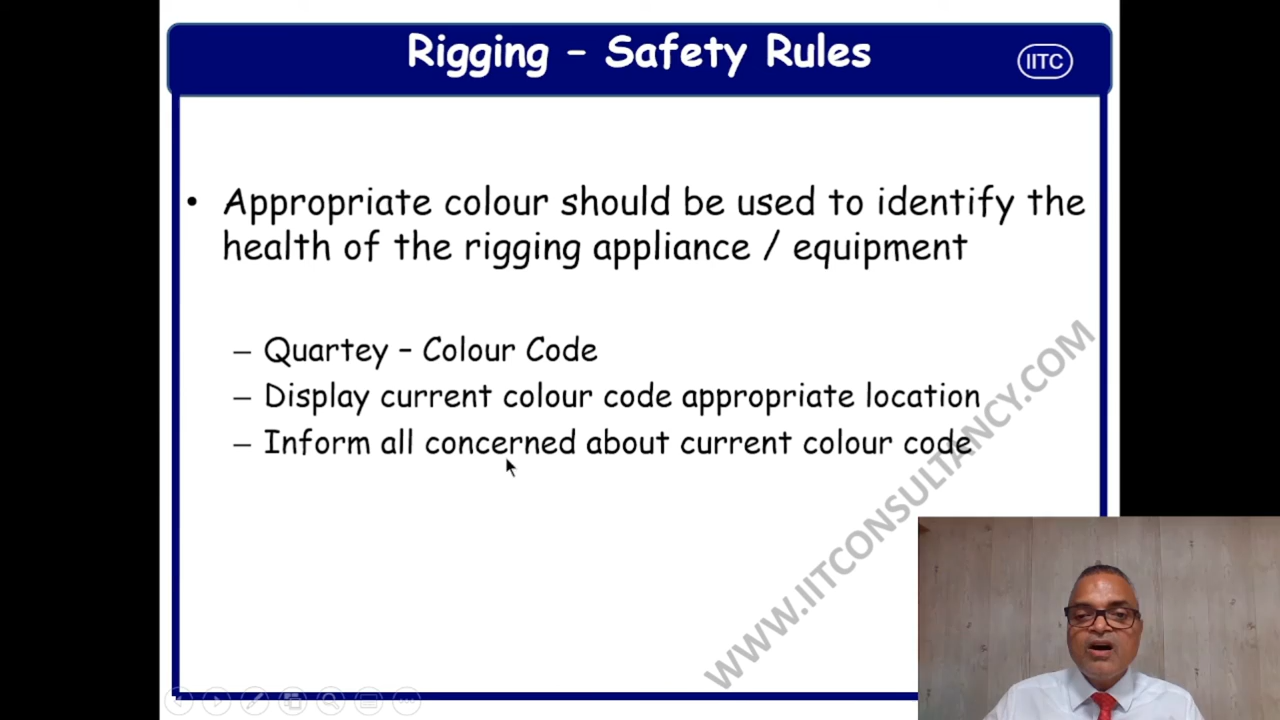 Rigging – Safety Rules
IITC
• Appropriate colour should be used to identify the
health of the rigging appliance / equipment
– Quartey – Colour Code
– Display current colour code appropriate location
– Inform all concerned about current colour code
WWW.IITCONSULTANCY.COM